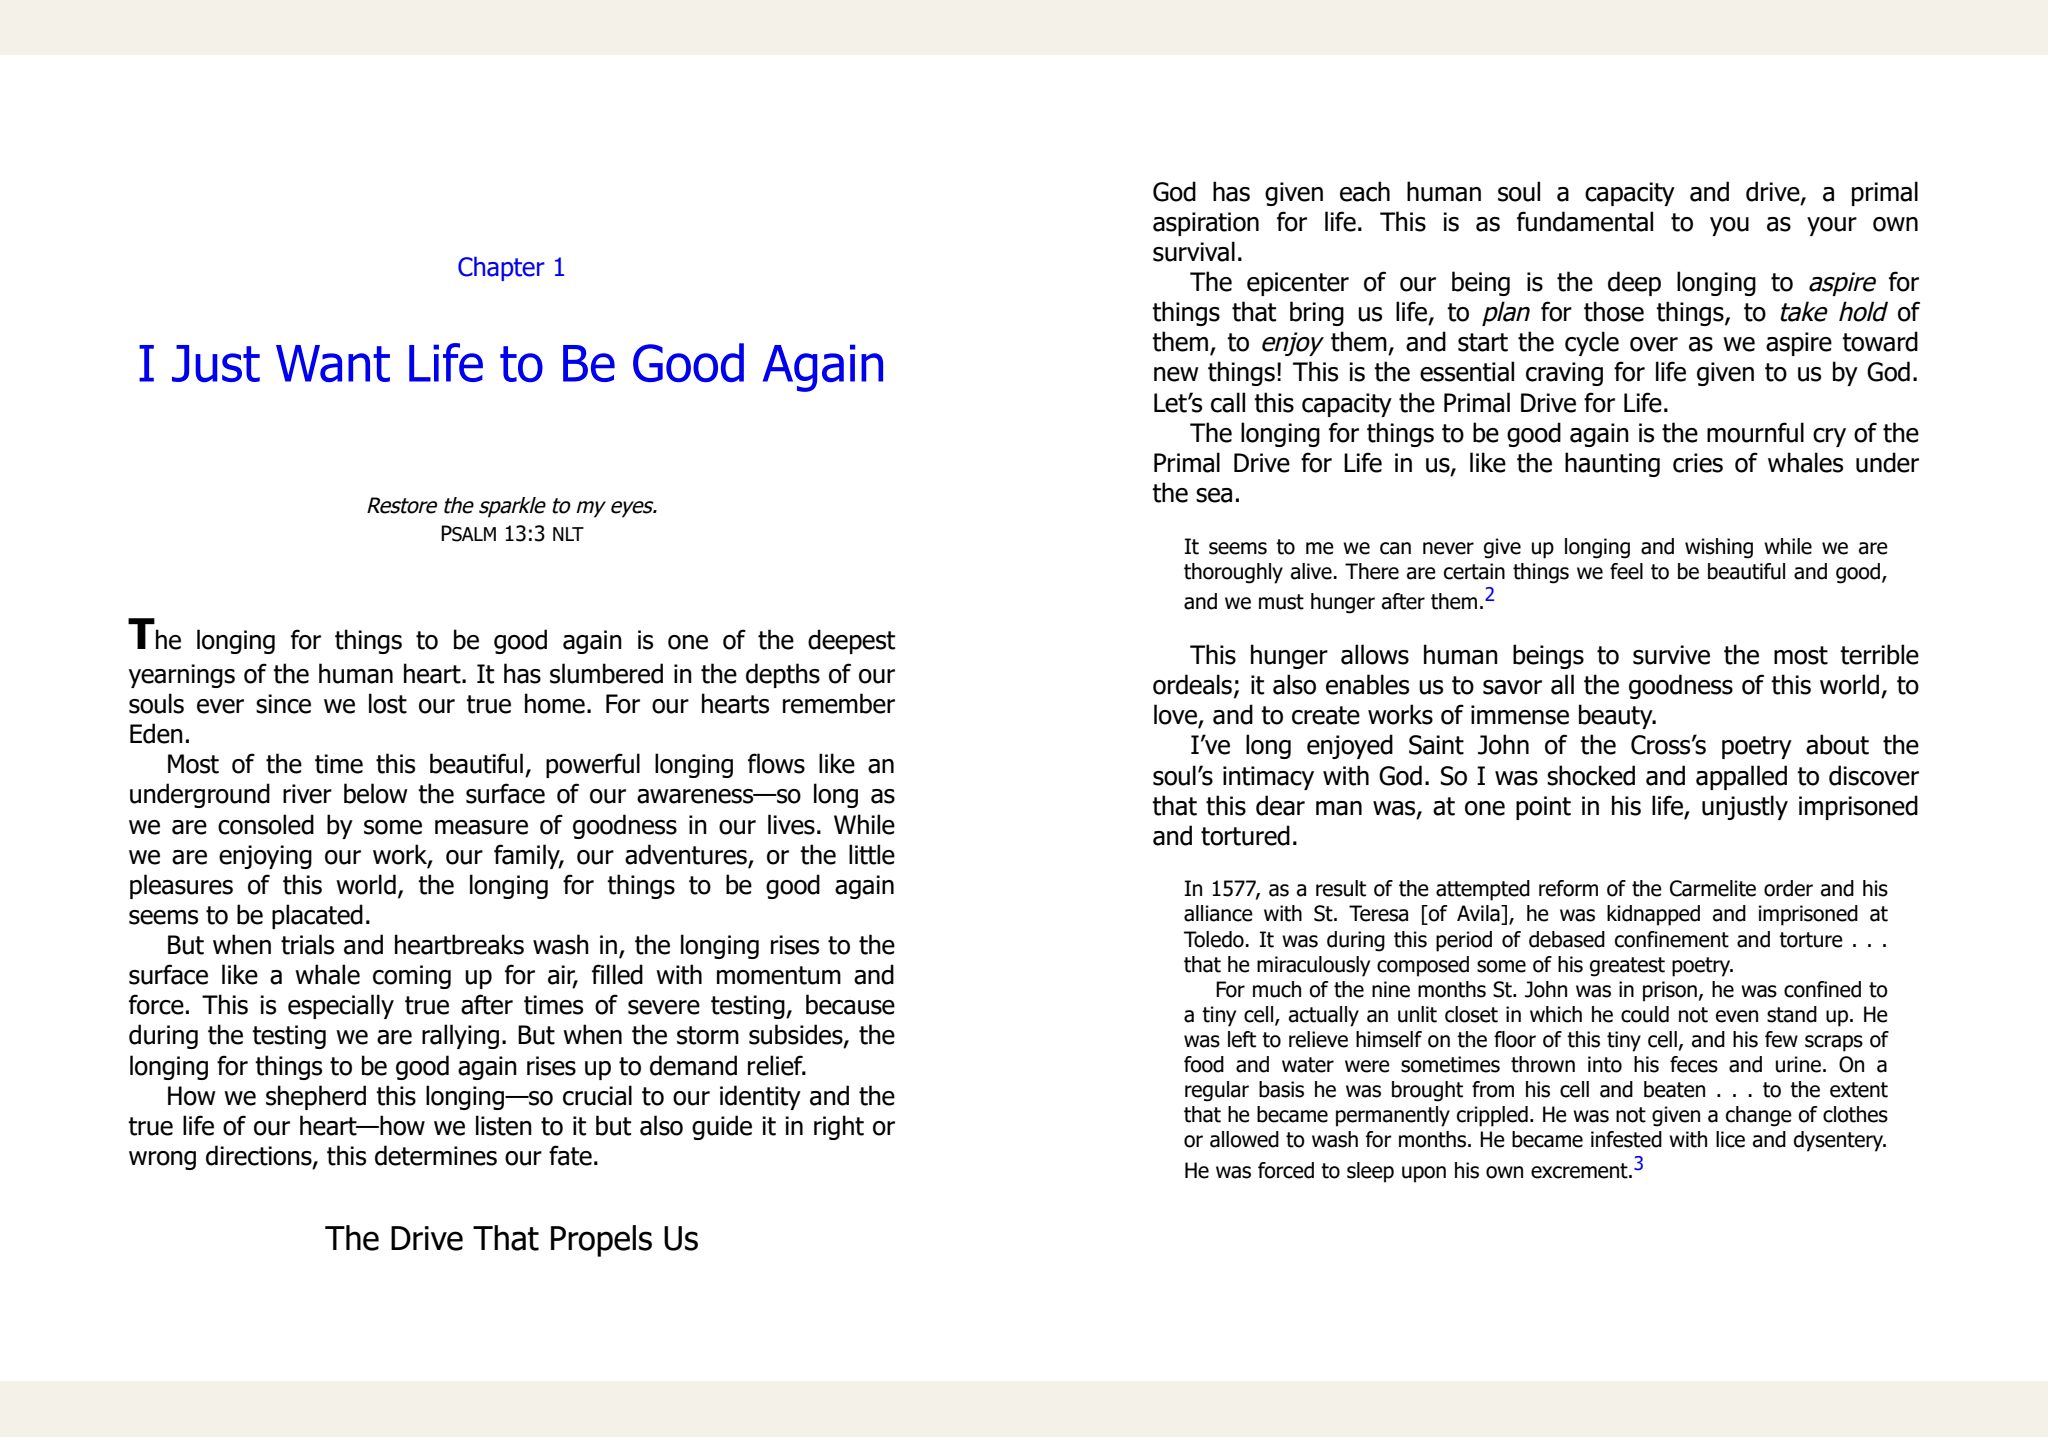 Chapter 1
I Just Want Life to Be Good Again
Restore the sparkle to my eyes.
PSALM 13:3 NLT
The longing for things to be good again is one of the deepest
yearnings of the human heart. It has slumbered in the depths of our
souls ever since we lost our true home. For our hearts remember
Eden.
Most of the time this beautiful, powerful longing flows like an
underground river below the surface of our awareness—so long as
we are consoled by some measure of goodness in our lives. While
we are enjoying our work, our family, our adventures, or the little
pleasures of this world, the longing for things to be good again
seems to be placated.
But when trials and heartbreaks wash in, the longing rises to the
surface like a whale coming up for air, filled with momentum and
force. This is especially true after times of severe testing, because
during the testing we are rallying. But when the storm subsides, the
longing for things to be good again rises up to demand relief.
How we shepherd this longing—so crucial to our identity and the
true life of our heart—how we listen to it but also guide it in right or
wrong directions, this determines our fate.
The Drive That Propels Us
God has given each human soul a capacity and drive, a primal
aspiration for life. This is as fundamental to you as your own
survival.
The epicenter of our being is the deep longing to aspire for
things that bring us life, to plan for those things, to take hold of
them, to enjoy them, and start the cycle over as we aspire toward
new things! This is the essential craving for life given to us by God.
Let’s call this capacity the Primal Drive for Life.
The longing for things to be good again is the mournful cry of the
Primal Drive for Life in us, like the haunting cries of whales under
the sea.
It seems to me we can never give up longing and wishing while we are
thoroughly alive. There are certain things we feel to be beautiful and good,
and we must hunger after them.2
This hunger allows human beings to survive the most terrible
ordeals; it also enables us to savor all the goodness of this world, to
love, and to create works of immense beauty.
I’ve long enjoyed Saint John of the Cross’s poetry about the
soul’s intimacy with God. So I was shocked and appalled to discover
that this dear man was, at one point in his life, unjustly imprisoned
and tortured.
In 1577, as a result of the attempted reform of the Carmelite order and his
alliance with St. Teresa [of Avila], he was kidnapped and imprisoned at
Toledo. It was during this period of debased confinement and torture . . .
that he miraculously composed some of his greatest poetry.
For much of the nine months St. John was in prison, he was confined to
a tiny cell, actually an unlit closet in which he could not even stand up. He
was left to relieve himself on the floor of this tiny cell, and his few scraps of
food and water were sometimes thrown into his feces and urine. On a
regular basis he was brought from his cell and beaten . . . to the extent
that he became permanently crippled. He was not given a change of clothes
or allowed to wash for months. He became infested with lice and dysentery.
He was forced to sleep upon his own excrement.3